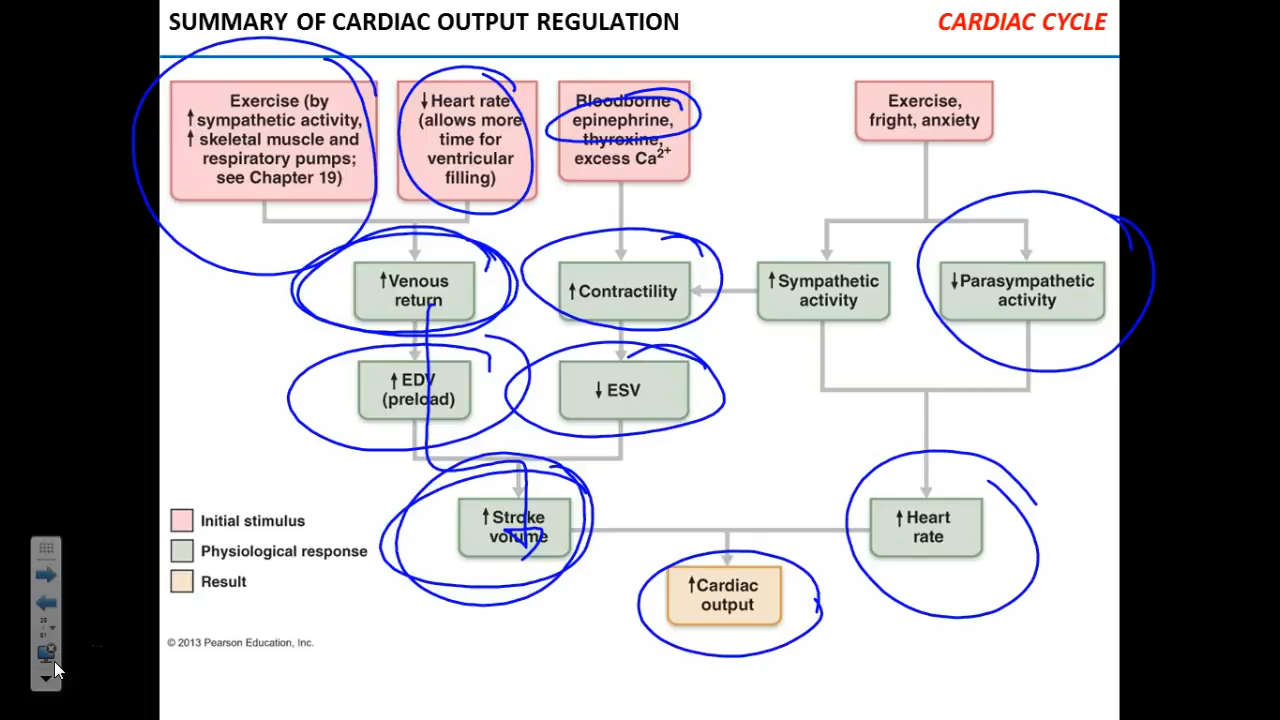 SUMMARY OF CARDIAC OUTPUT REGULATION
CARDIAC CYCLE
Exercise (by
↑ sympathetic activity,
↑ skeletal muscle and
respiratory pumps;
see Chapter 19)
↓ Heart rate
(allows more
time for
ventricular
filling)
Bloodborne
epinephrine,
thyroxine,
excess Ca2+
Exercise,
fright, anxiety
↑ Venous
return
↑ Contractility
↑ Sympathetic
activity
↓ Parasympathetic
activity
↑ EDV
(preload)
↓ ESV
↑ Stroke
volume
↑ Heart
rate
↑ Cardiac
output
Initial stimulus
Physiological response
Result
© 2013 Pearson Education, Inc.